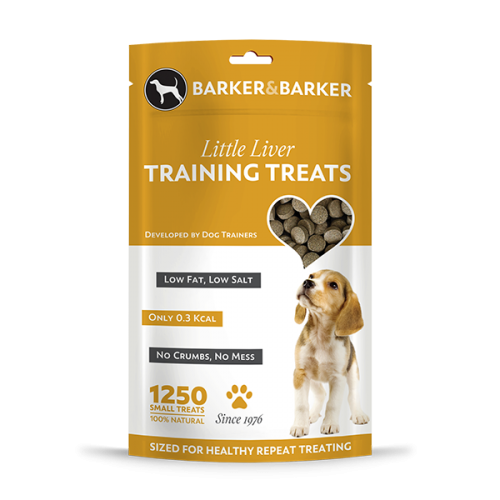 BARKER&BARKER
Little Liver
TRAINING TREATS
DEVELOPED BY DOG TRAINERS
LOW FAT, LOW SALT
ONLY 0.3 KCAL
NO CRUMBS, NO MESS
1250
SMALL TREATS
100% NATURAL
Since 1976
SIZED FOR HEALTHY REPEAT TREATING